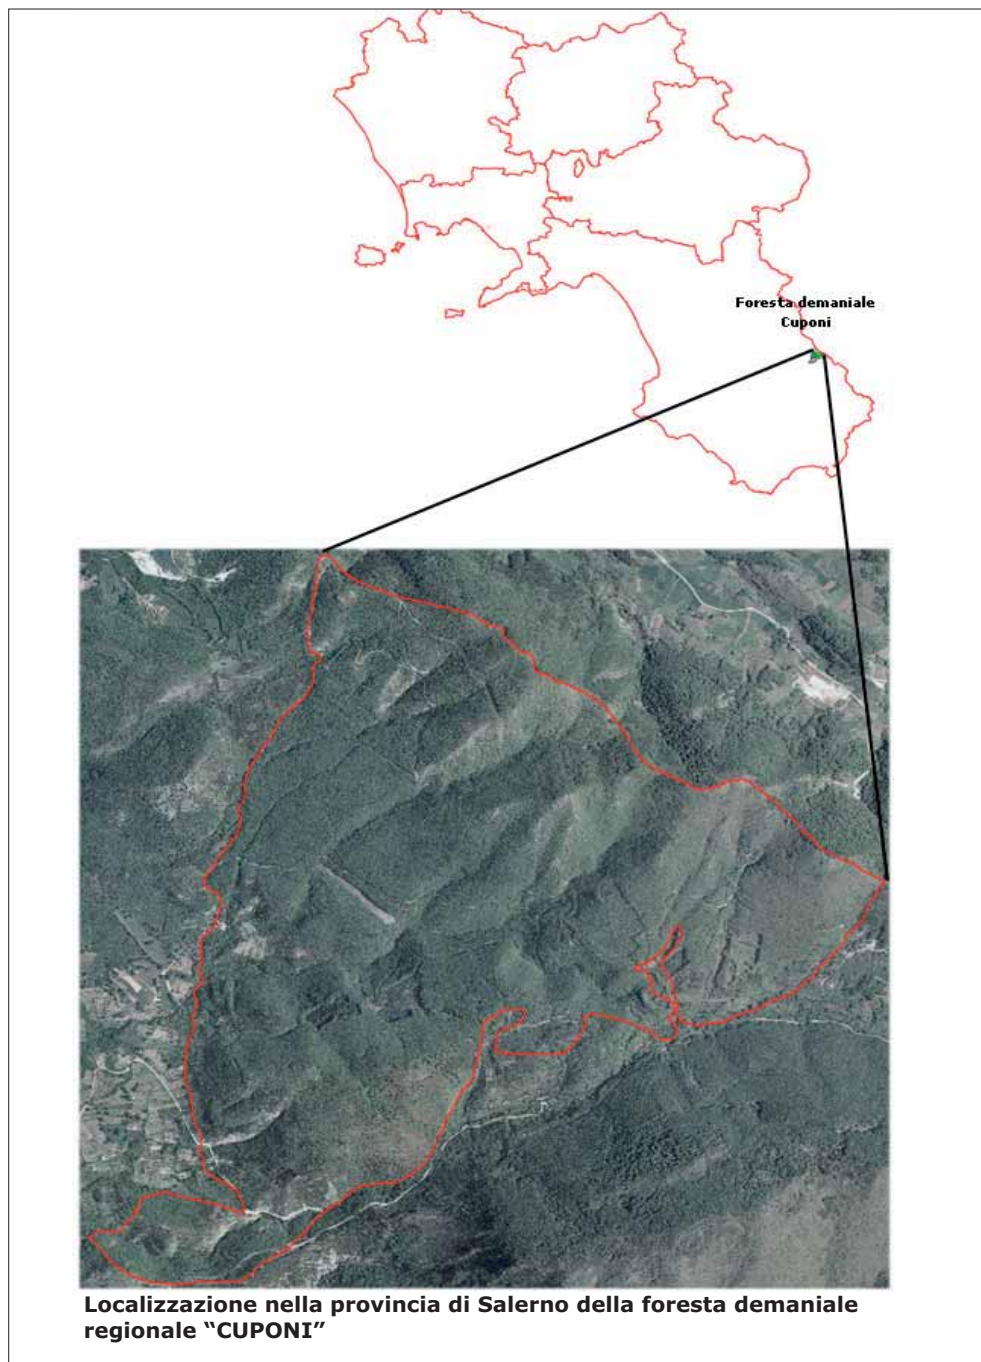 Foresta demaniale
Cuponi
Localizzazione nella provincia di Salerno della foresta demaniale
regionale “CUPONI”